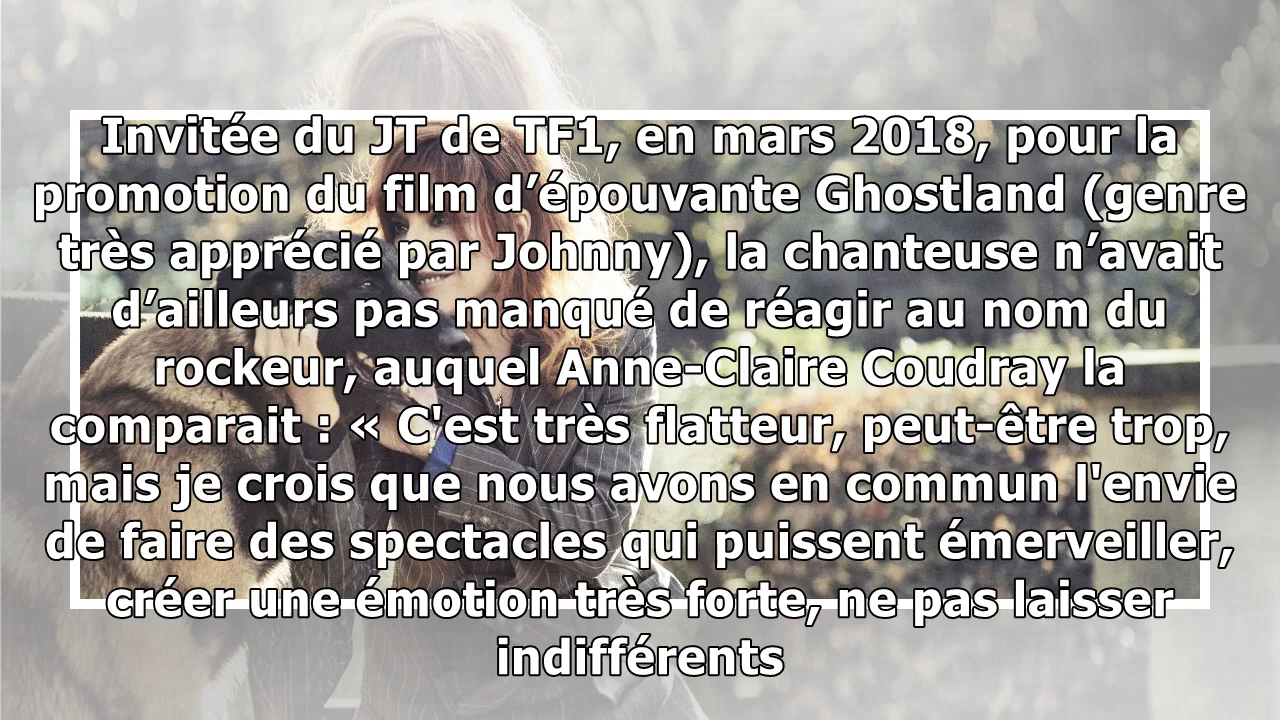 Invitée du JT de TF1, en mars 2018, pour la
promotion du film d’épouvante Ghostland (genre
très apprécié par Johnny), la chanteuse n’avait
d’ailleurs pas manqué de réagir au nom du
rockeur, auquel Anne-Claire Coudray la
comparait : « C'est très flatteur, peut-être trop,
mais je crois que nous avons en commun l'envie
de faire des spectacles qui puissent émerveiller,
créer une émotion très forte, ne pas laisser
indifférents